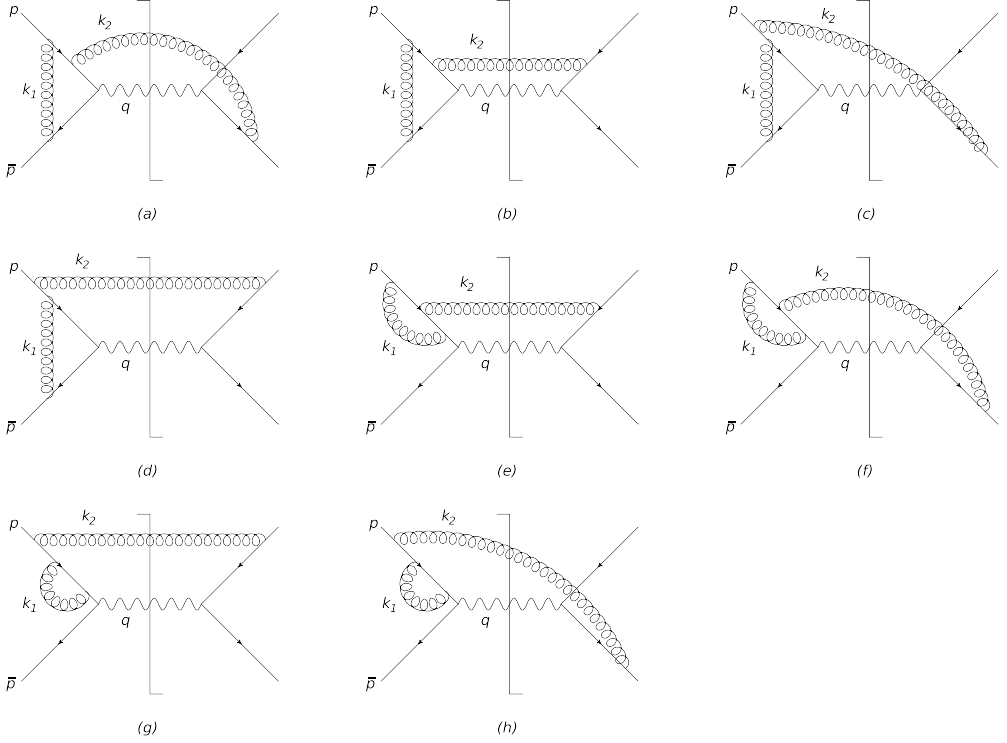 p k₂ k₁ q p̅ (a)
p k₂ k₁ q p̅ (b)
p k₂ k₁ q p̅ (c)
p k₂ k₁ q p̅ (d)
p k₂ k₁ q p̅ (e)
p k₂ k₁ q p̅ (f)
p k₂ k₁ q p̅ (g)
p k₂ k₁ q p̅ (h)